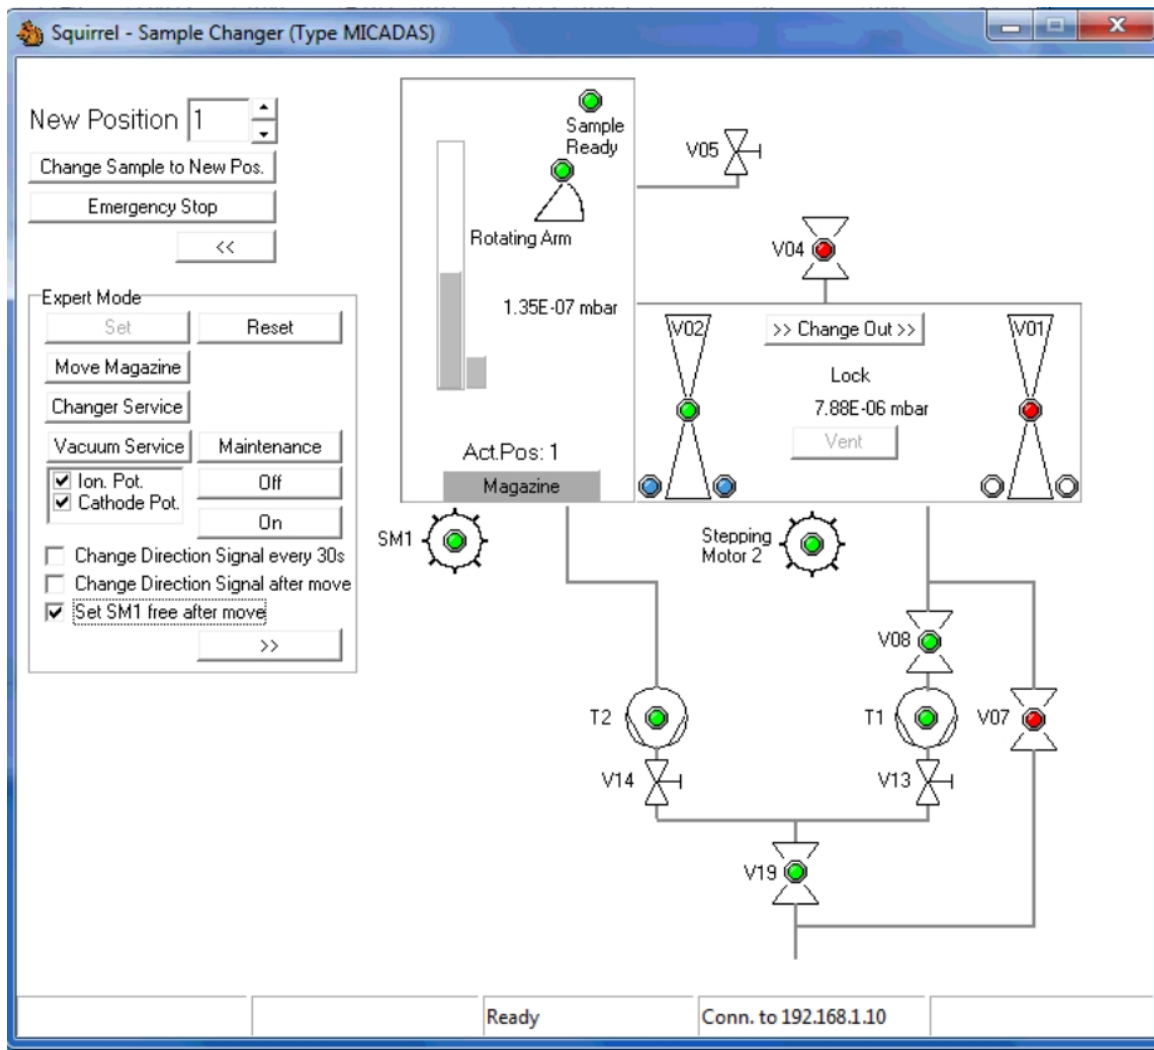 Squirrel - Sample Changer (Type MICADAS)
New Position 1
Change Sample to New Pos.
Emergency Stop
<<
Expert Mode
Set
Reset
Move Magazine
Changer Service
Vacuum Service
Maintenance
Ion. Pot.
Cathode Pot.
Off
On
Change Direction Signal every 30s
Change Direction Signal after move
Set SM1 free after move
>>
Sample
Ready
Rotating Arm
1.35E-07 mbar
Act.Pos: 1
Magazine
SM1
V05
V04
V02
>> Change Out >>
V01
Lock
7.88E-06 mbar
Vent
Stepping
Motor 2
V08
T2
T1
V07
V14
V13
V19
Ready
Conn. to 192.168.1.10